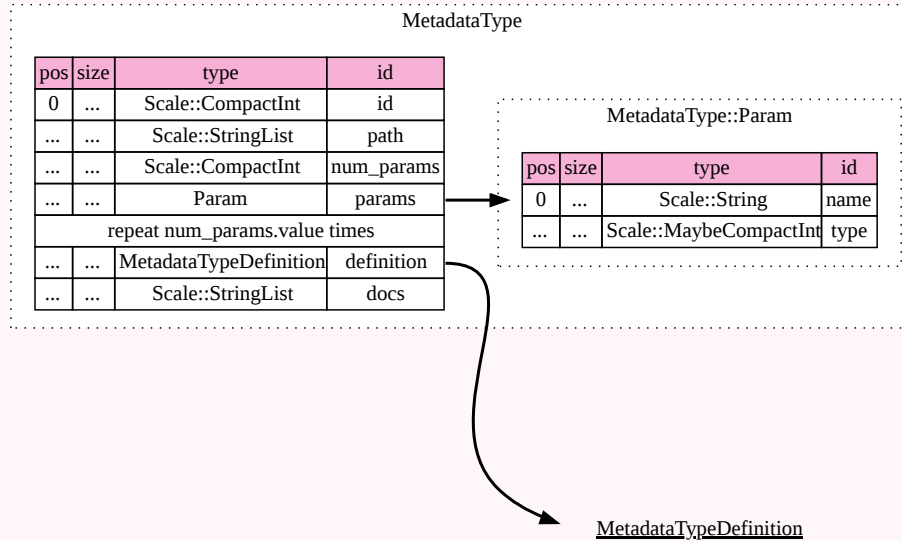 MetadataType
pos size type id
0 ... Scale::CompactInt id
... ... Scale::StringList path
... ... Scale::CompactInt num_params
... ... Param params
repeat num_params.value times
... ... MetadataTypeDefinition definition
... ... Scale::StringList docs
MetadataType::Param
pos size type id
0 ... Scale::String name
... ... Scale::MaybeCompactInt type
MetadataTypeDefinition